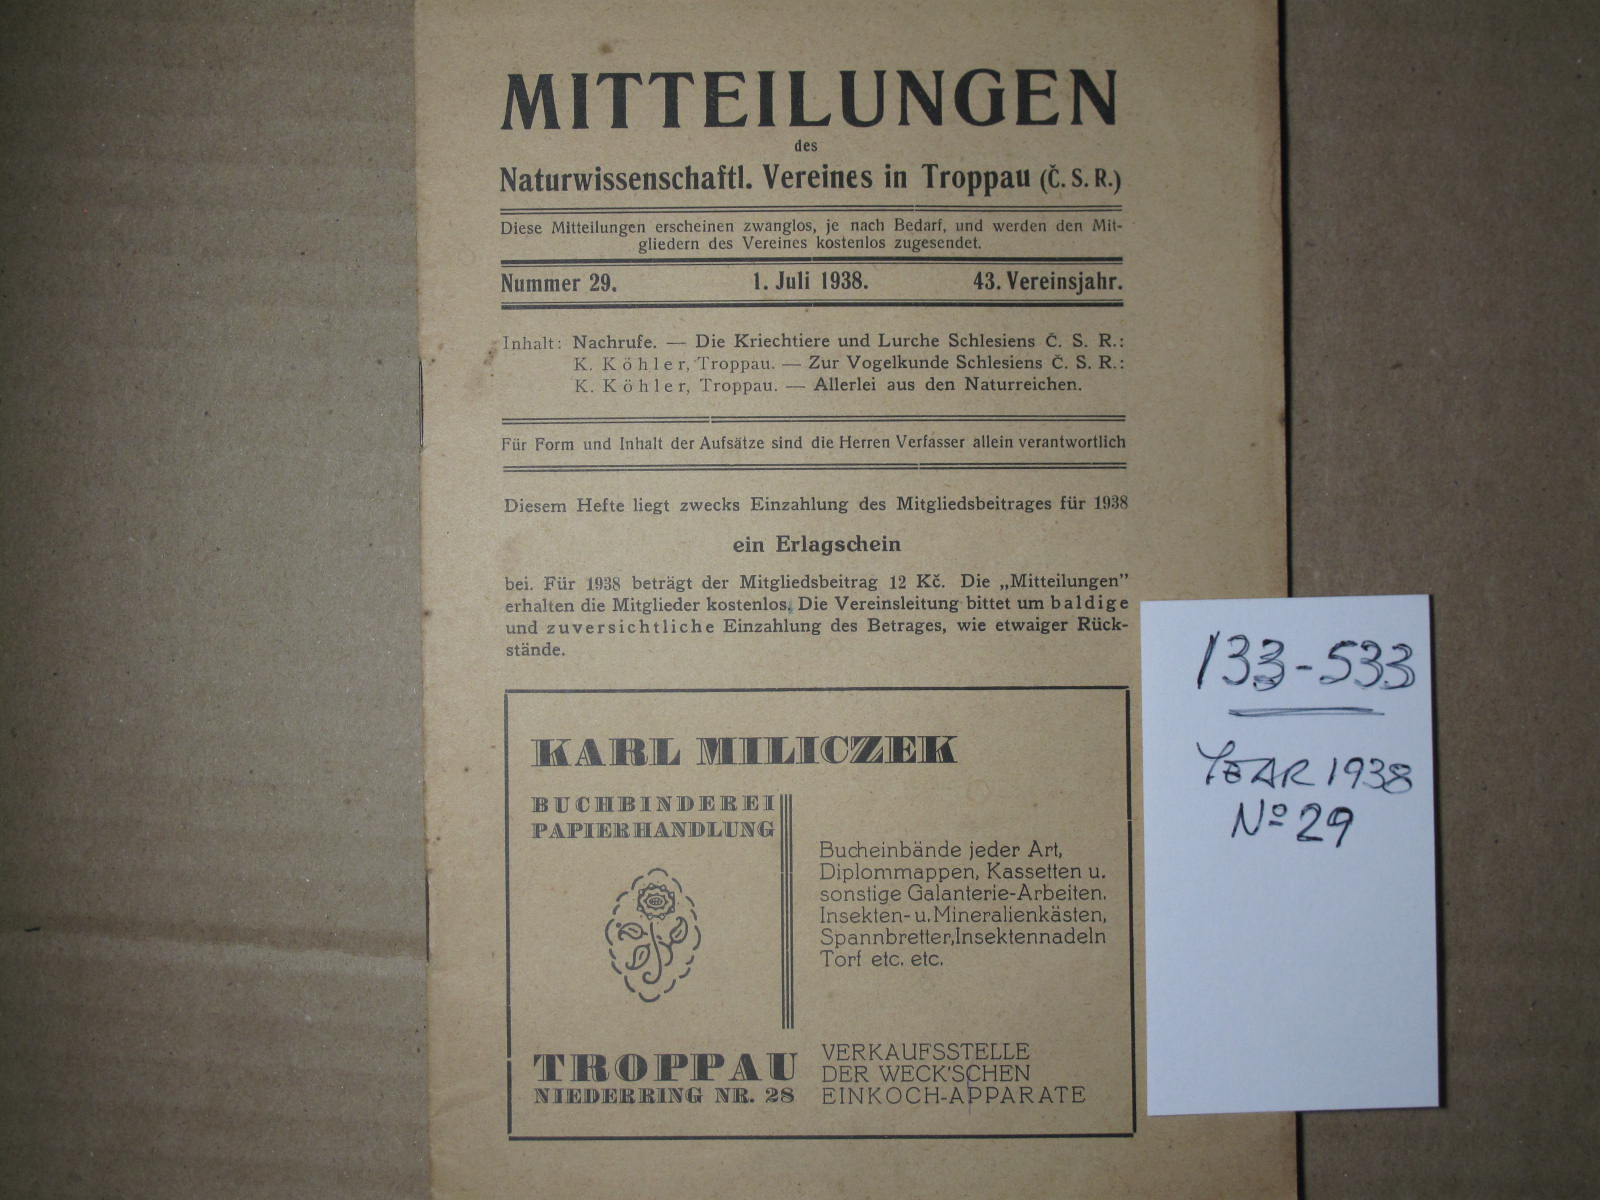 MITTEILUNGEN
des
Naturwissenschaftl. Vereines in Troppau (Č. S. R.)
Diese Mitteilungen erscheinen zwanglos, je nach Bedarf, und werden den Mit-
gliedern des Vereines kostenlos zugesendet.
Nummer 29. 1. Juli 1938. 43. Vereinsjahr.
Inhalt: Nachrufe. — Die Kriechtiere und Lurche Schlesiens Č. S. R.:
K. Köhler, Troppau. — Zur Vogelkunde Schlesiens Č. S. R.:
K. Köhler, Troppau. — Allerlei aus den Naturreichen.
Für Form und Inhalt der Aufsätze sind die Herren Verfasser allein verantwortlich
Diesem Hefte liegt zwecks Einzahlung des Mitgliedsbeitrages für 1938
ein Erlagschein
bei. Für 1938 beträgt der Mitgliedsbeitrag 12 Kč. Die „Mitteilungen”
erhalten die Mitglieder kostenlos. Die Vereinsleitung bittet um baldige
und zuversichtliche Einzahlung des Betrages, wie etwaiger Rück-
stände.
KARL MILICZEK
BUCHBINDEREI
PAPIERHANDLUNG
Bucheinbände jeder Art,
Diplommappen, Kassetten u.
sonstige Galanterie-Arbeiten.
Insekten- u. Mineralienkästen,
Spannbretter, Insektennadeln
Torf etc. etc.
TROPPAU
NIEDERRING NR. 28
VERKAUFSSTELLE
DER WECK'SCHEN
EINKOCH-APPARATE
133-533
YEAR 1938
Nº 29